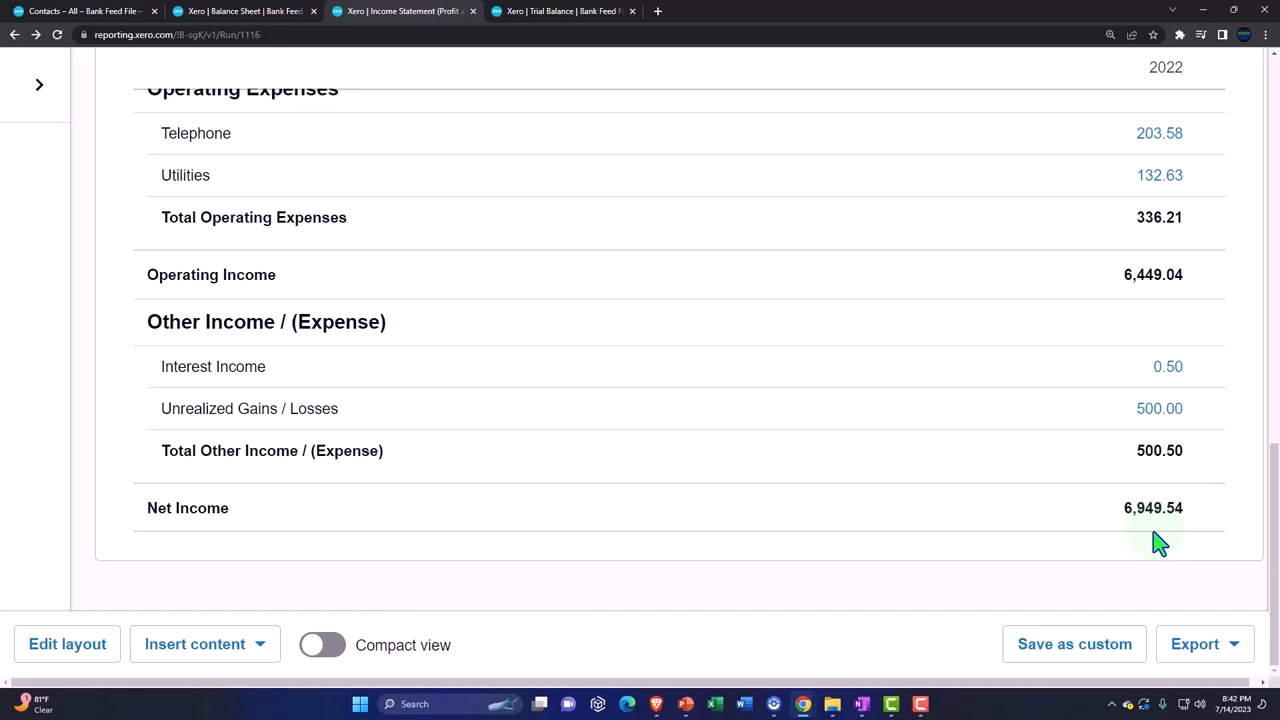 Contacts – All – Bank Feed File –
Xero | Balance Sheet | Bank Feed
Xero | Income Statement (Profit a
Xero | Trial Balance | Bank Feed F
reporting.xero.com/!B-sgK/v1/Run/1116
2022
Operating Expenses
Telephone 203.58
Utilities 132.63
Total Operating Expenses 336.21
Operating Income 6,449.04
Other Income / (Expense)
Interest Income 0.50
Unrealized Gains / Losses 500.00
Total Other Income / (Expense) 500.50
Net Income 6,949.54
Edit layout Insert content Compact view Save as custom Export
81°F
Clear
Search
8:42 PM
7/14/2023